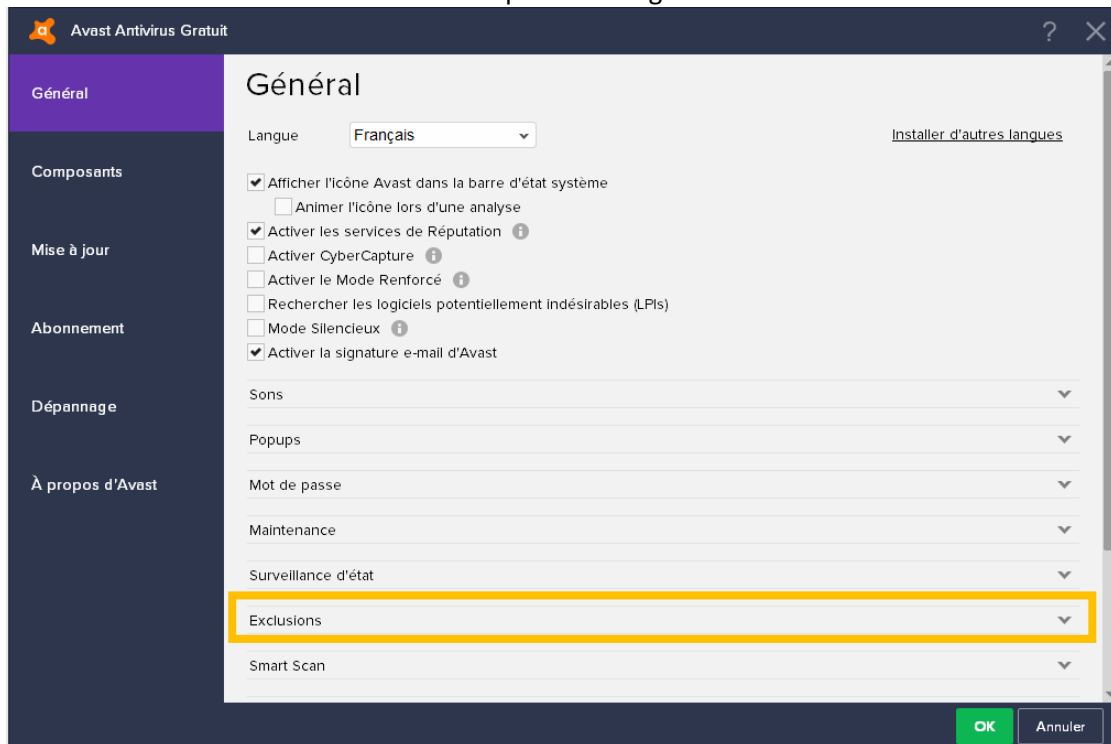 Avast Antivirus Gratuit
?
Général
Composants
Mise à jour
Abonnement
Dépannage
À propos d'Avast
Général
Langue Français Installer d'autres langues
Afficher l'icône Avast dans la barre d'état système
Animer l'icône lors d'une analyse
Activer les services de Réputation
Activer CyberCapture
Activer le Mode Renforcé
Rechercher les logiciels potentiellement indésirables (LPIs)
Mode Silencieux
Activer la signature e-mail d'Avast
Sons
Popups
Mot de passe
Maintenance
Surveillance d'état
Exclusions
Smart Scan
OK Annuler